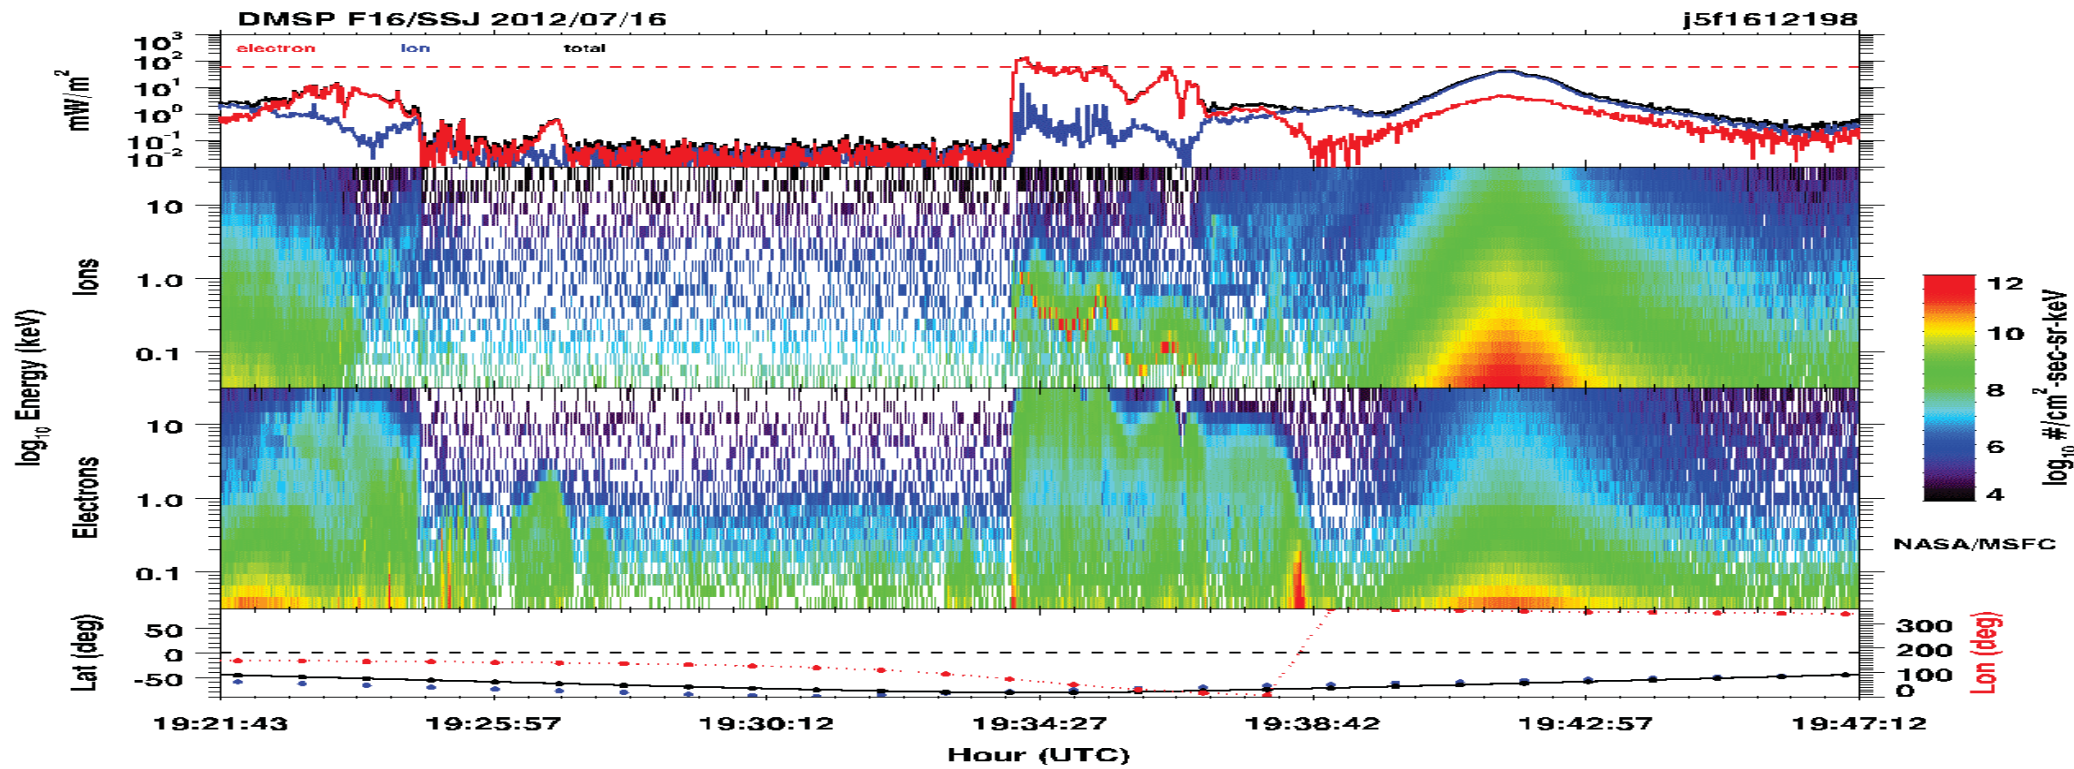 DMSP F16/SSJ 2012/07/16 j5f1612198
electron Ion total
10³
10²
10¹
10⁰
10⁻¹
10⁻²
mW/m²
10
1.0
0.1
Ions
log₁₀ Energy (keV)
10
1.0
0.1
Electrons
12
10
8
6
4
log₁₀ #/cm²-sec-sr-keV
NASA/MSFC
50
0
-50
Lat (deg)
300
200
100
0
Lon (deg)
19:21:43 19:25:57 19:30:12 19:34:27 19:38:42 19:42:57 19:47:12
Hour (UTC)